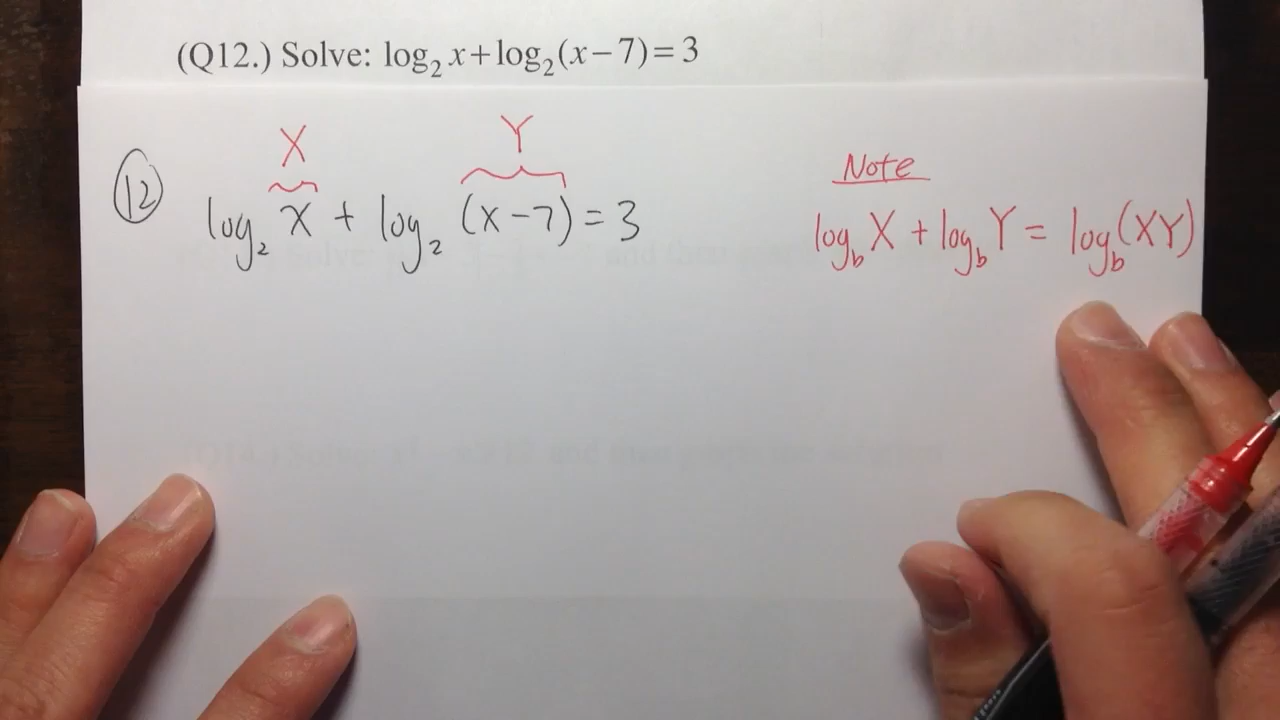 (Q12.) Solve: log₂ x + log₂(x − 7) = 3
X Y
⑫ log₂ x + log₂ (x − 7) = 3
Note
log_b X + log_b Y = log_b (XY)